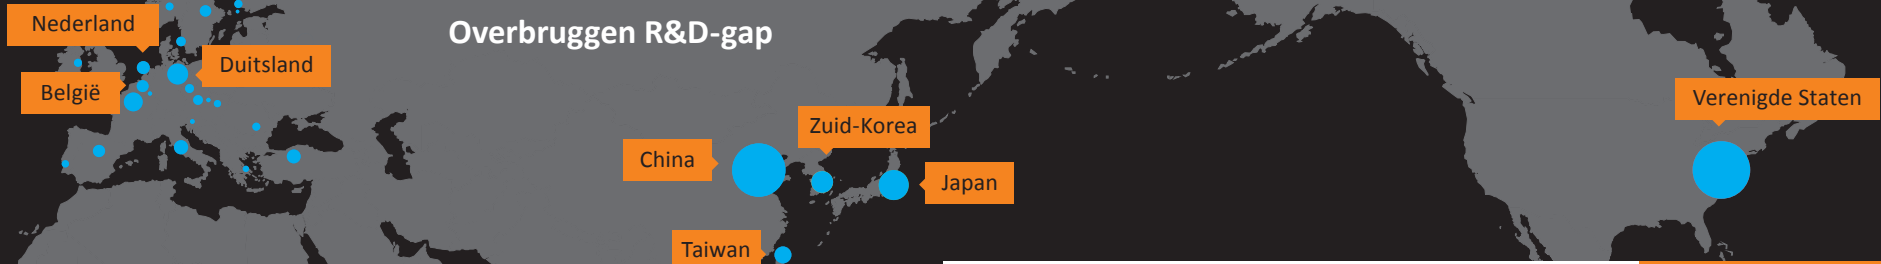 Overbruggen R&D-gap
Nederland
Duitsland
België
China
Zuid-Korea
Japan
Taiwan
Verenigde Staten